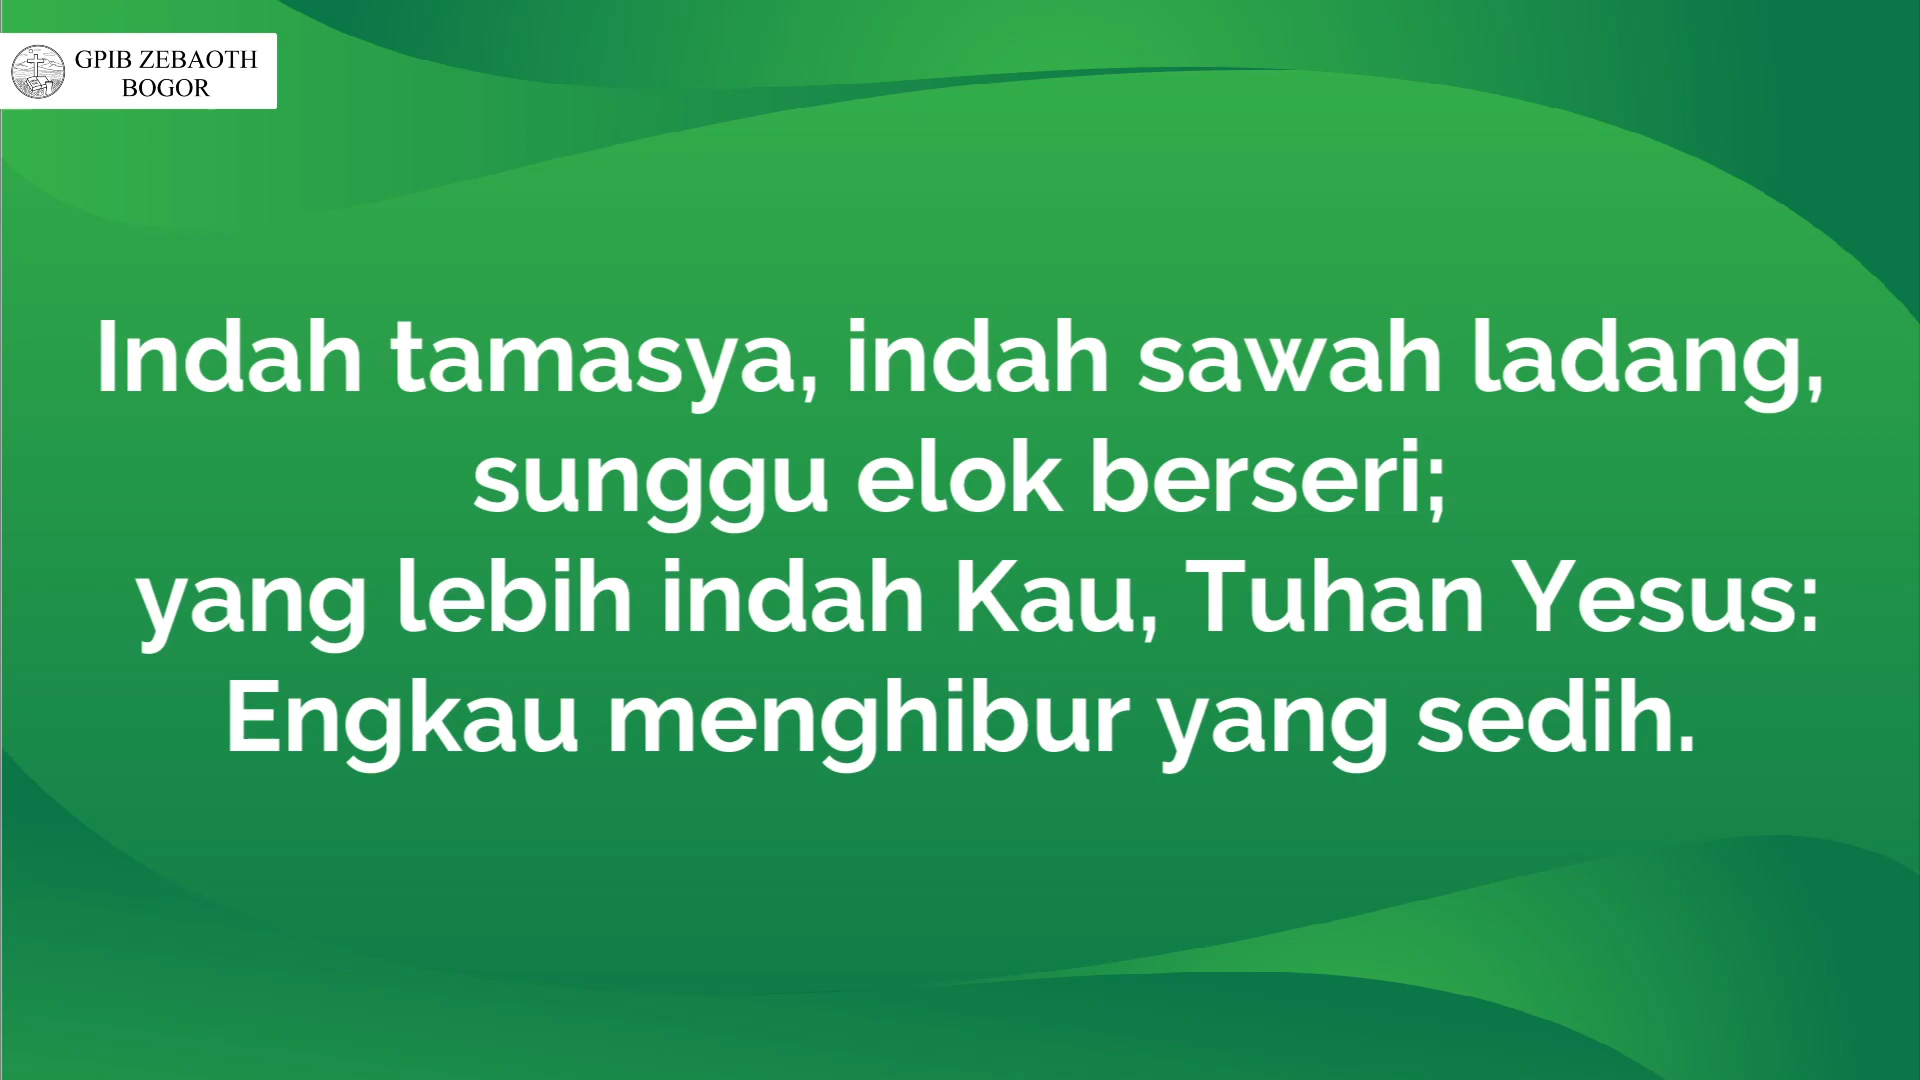 GPIB ZEBAOTH
BOGOR
Indah tamasya, indah sawah ladang,
sunggu elok berseri;
yang lebih indah Kau, Tuhan Yesus:
Engkau menghibur yang sedih.